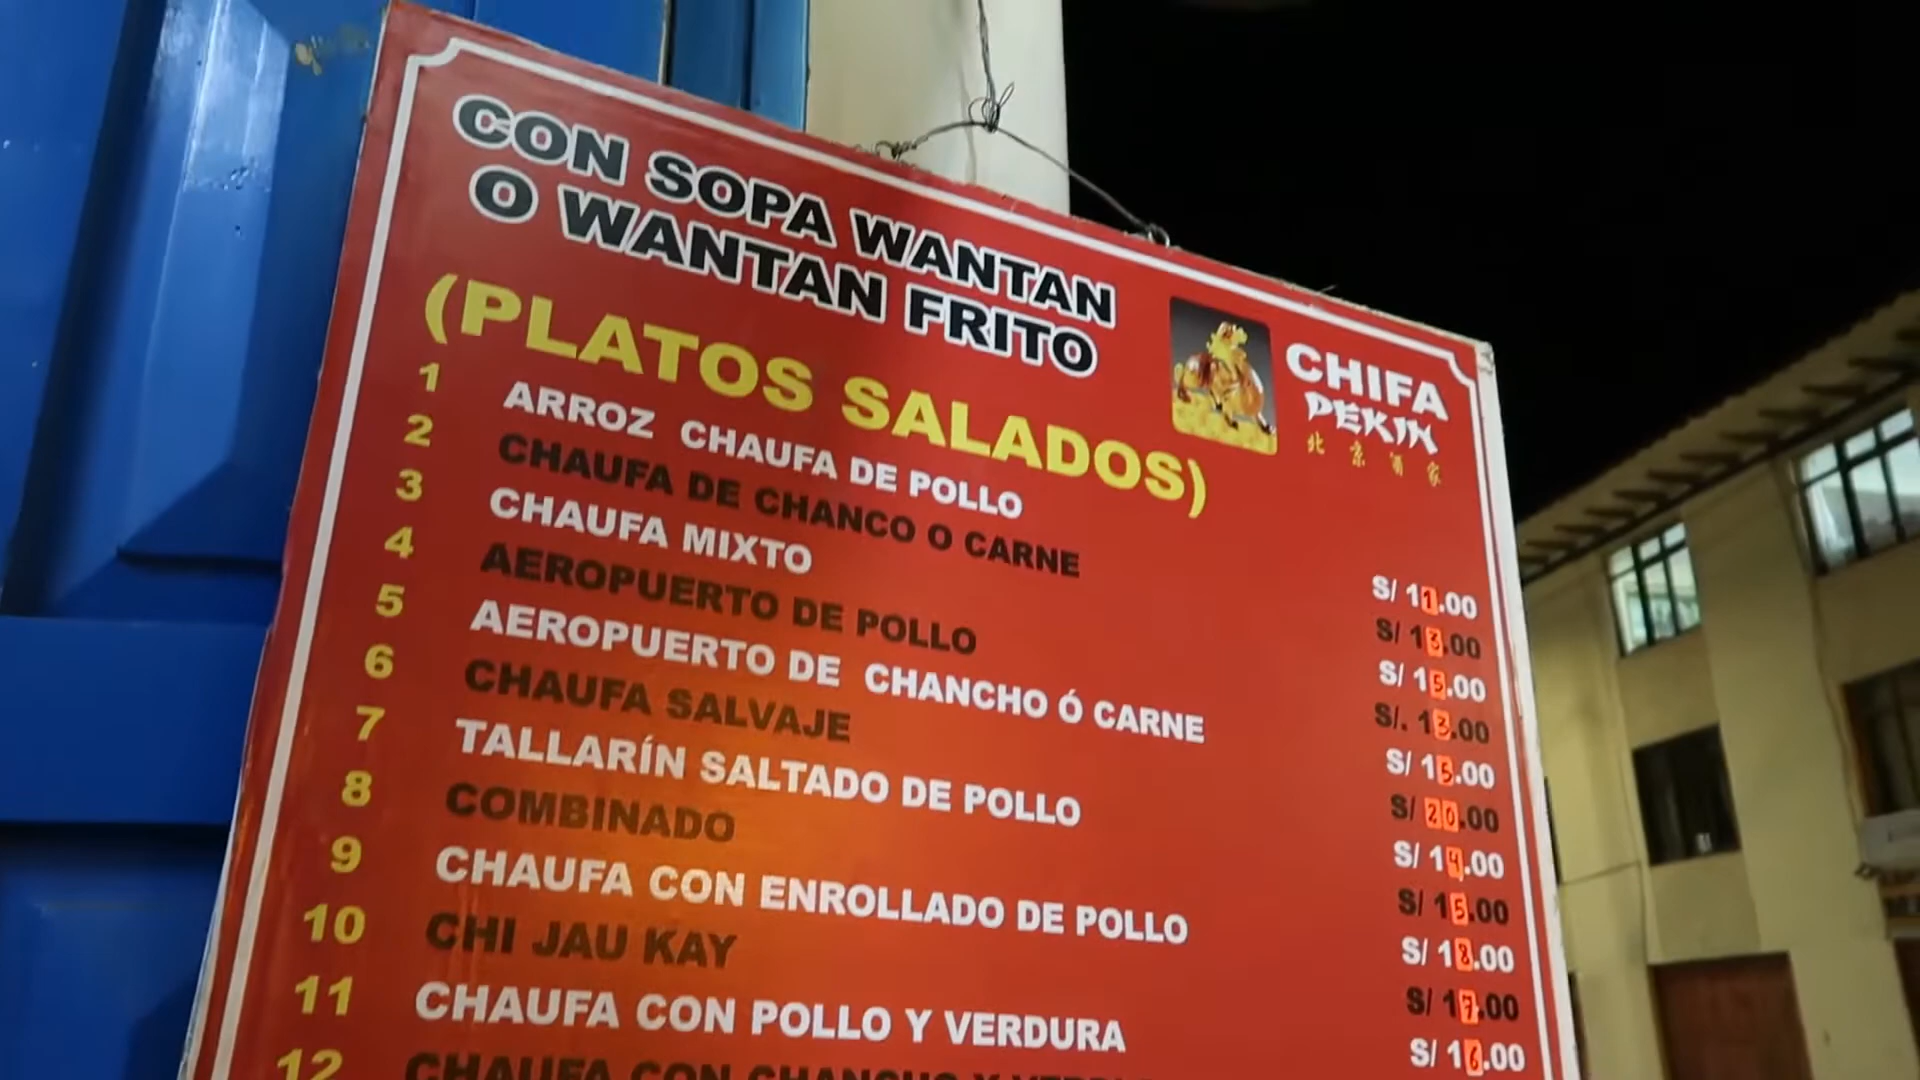 CON SOPA WANTAN
O WANTAN FRITO
(PLATOS SALADOS)
CHIFA
PEKIN
北京酒家
1 ARROZ CHAUFA DE POLLO S/ 11.00
2 CHAUFA DE CHANCO O CARNE S/ 13.00
3 CHAUFA MIXTO S/ 15.00
4 AEROPUERTO DE POLLO S/. 13.00
5 AEROPUERTO DE CHANCHO Ó CARNE S/ 15.00
6 CHAUFA SALVAJE S/ 20.00
7 TALLARÍN SALTADO DE POLLO S/ 14.00
8 COMBINADO S/ 15.00
9 CHAUFA CON ENROLLADO DE POLLO S/ 18.00
10 CHI JAU KAY S/ 17.00
11 CHAUFA CON POLLO Y VERDURA S/ 16.00
12 CHAUFA CON CHANCHO Y